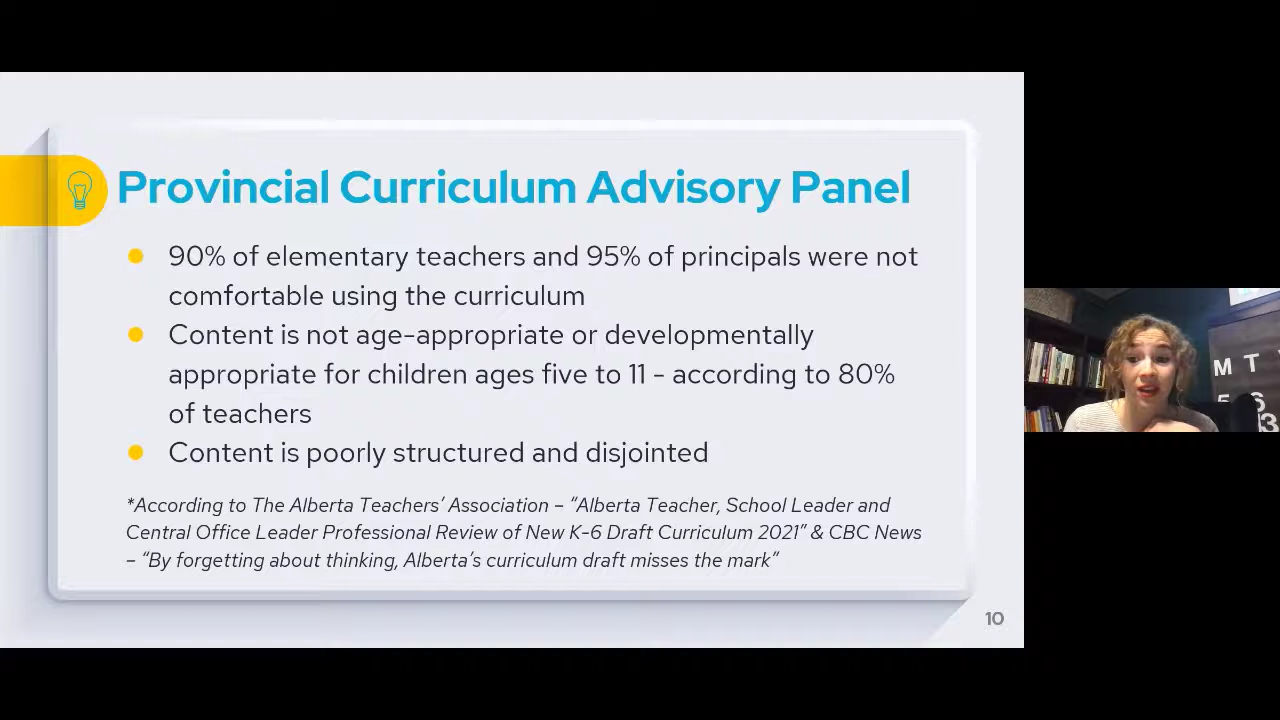 Provincial Curriculum Advisory Panel
● 90% of elementary teachers and 95% of principals were not
comfortable using the curriculum
● Content is not age-appropriate or developmentally
appropriate for children ages five to 11 - according to 80%
of teachers
● Content is poorly structured and disjointed
*According to The Alberta Teachers’ Association – “Alberta Teacher, School Leader and
Central Office Leader Professional Review of New K-6 Draft Curriculum 2021” & CBC News
– “By forgetting about thinking, Alberta’s curriculum draft misses the mark”
10
M T